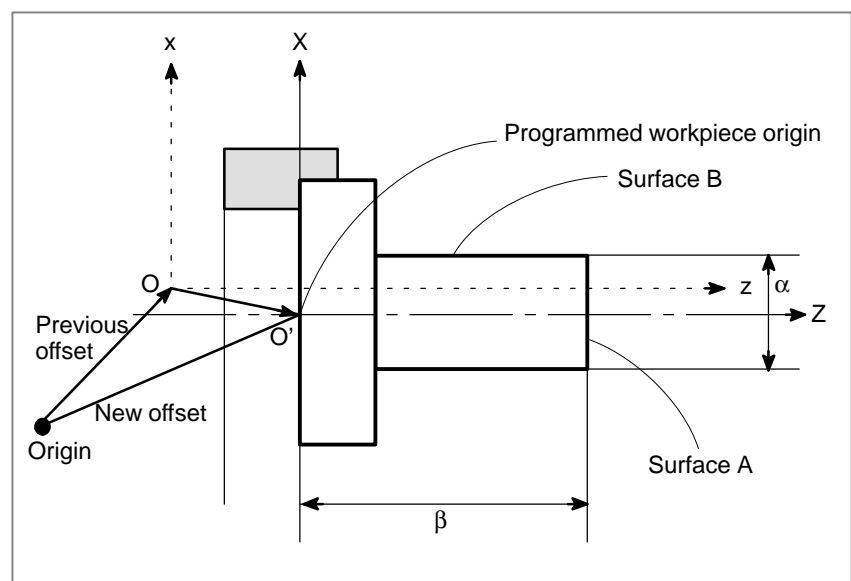 x
X
Programmed workpiece origin
Surface B
O
z
α
Z
Previous
offset
O’
New offset
Origin
Surface A
β